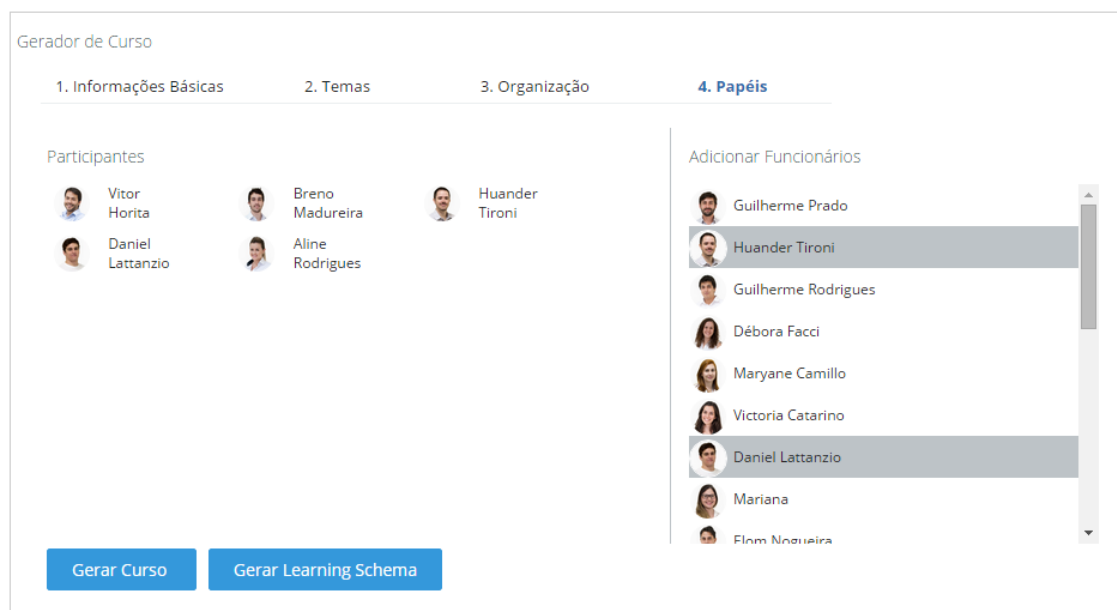 Gerador de Curso
1. Informações Básicas 2. Temas 3. Organização 4. Papéis
Participantes
Vitor
Horita
Breno
Madureira
Huander
Tironi
Daniel
Lattanzio
Aline
Rodrigues
Adicionar Funcionários
Guilherme Prado
Huander Tironi
Guilherme Rodrigues
Débora Facci
Maryane Camillo
Victoria Catarino
Daniel Lattanzio
Mariana
Elom Nogueira
Gerar Curso
Gerar Learning Schema